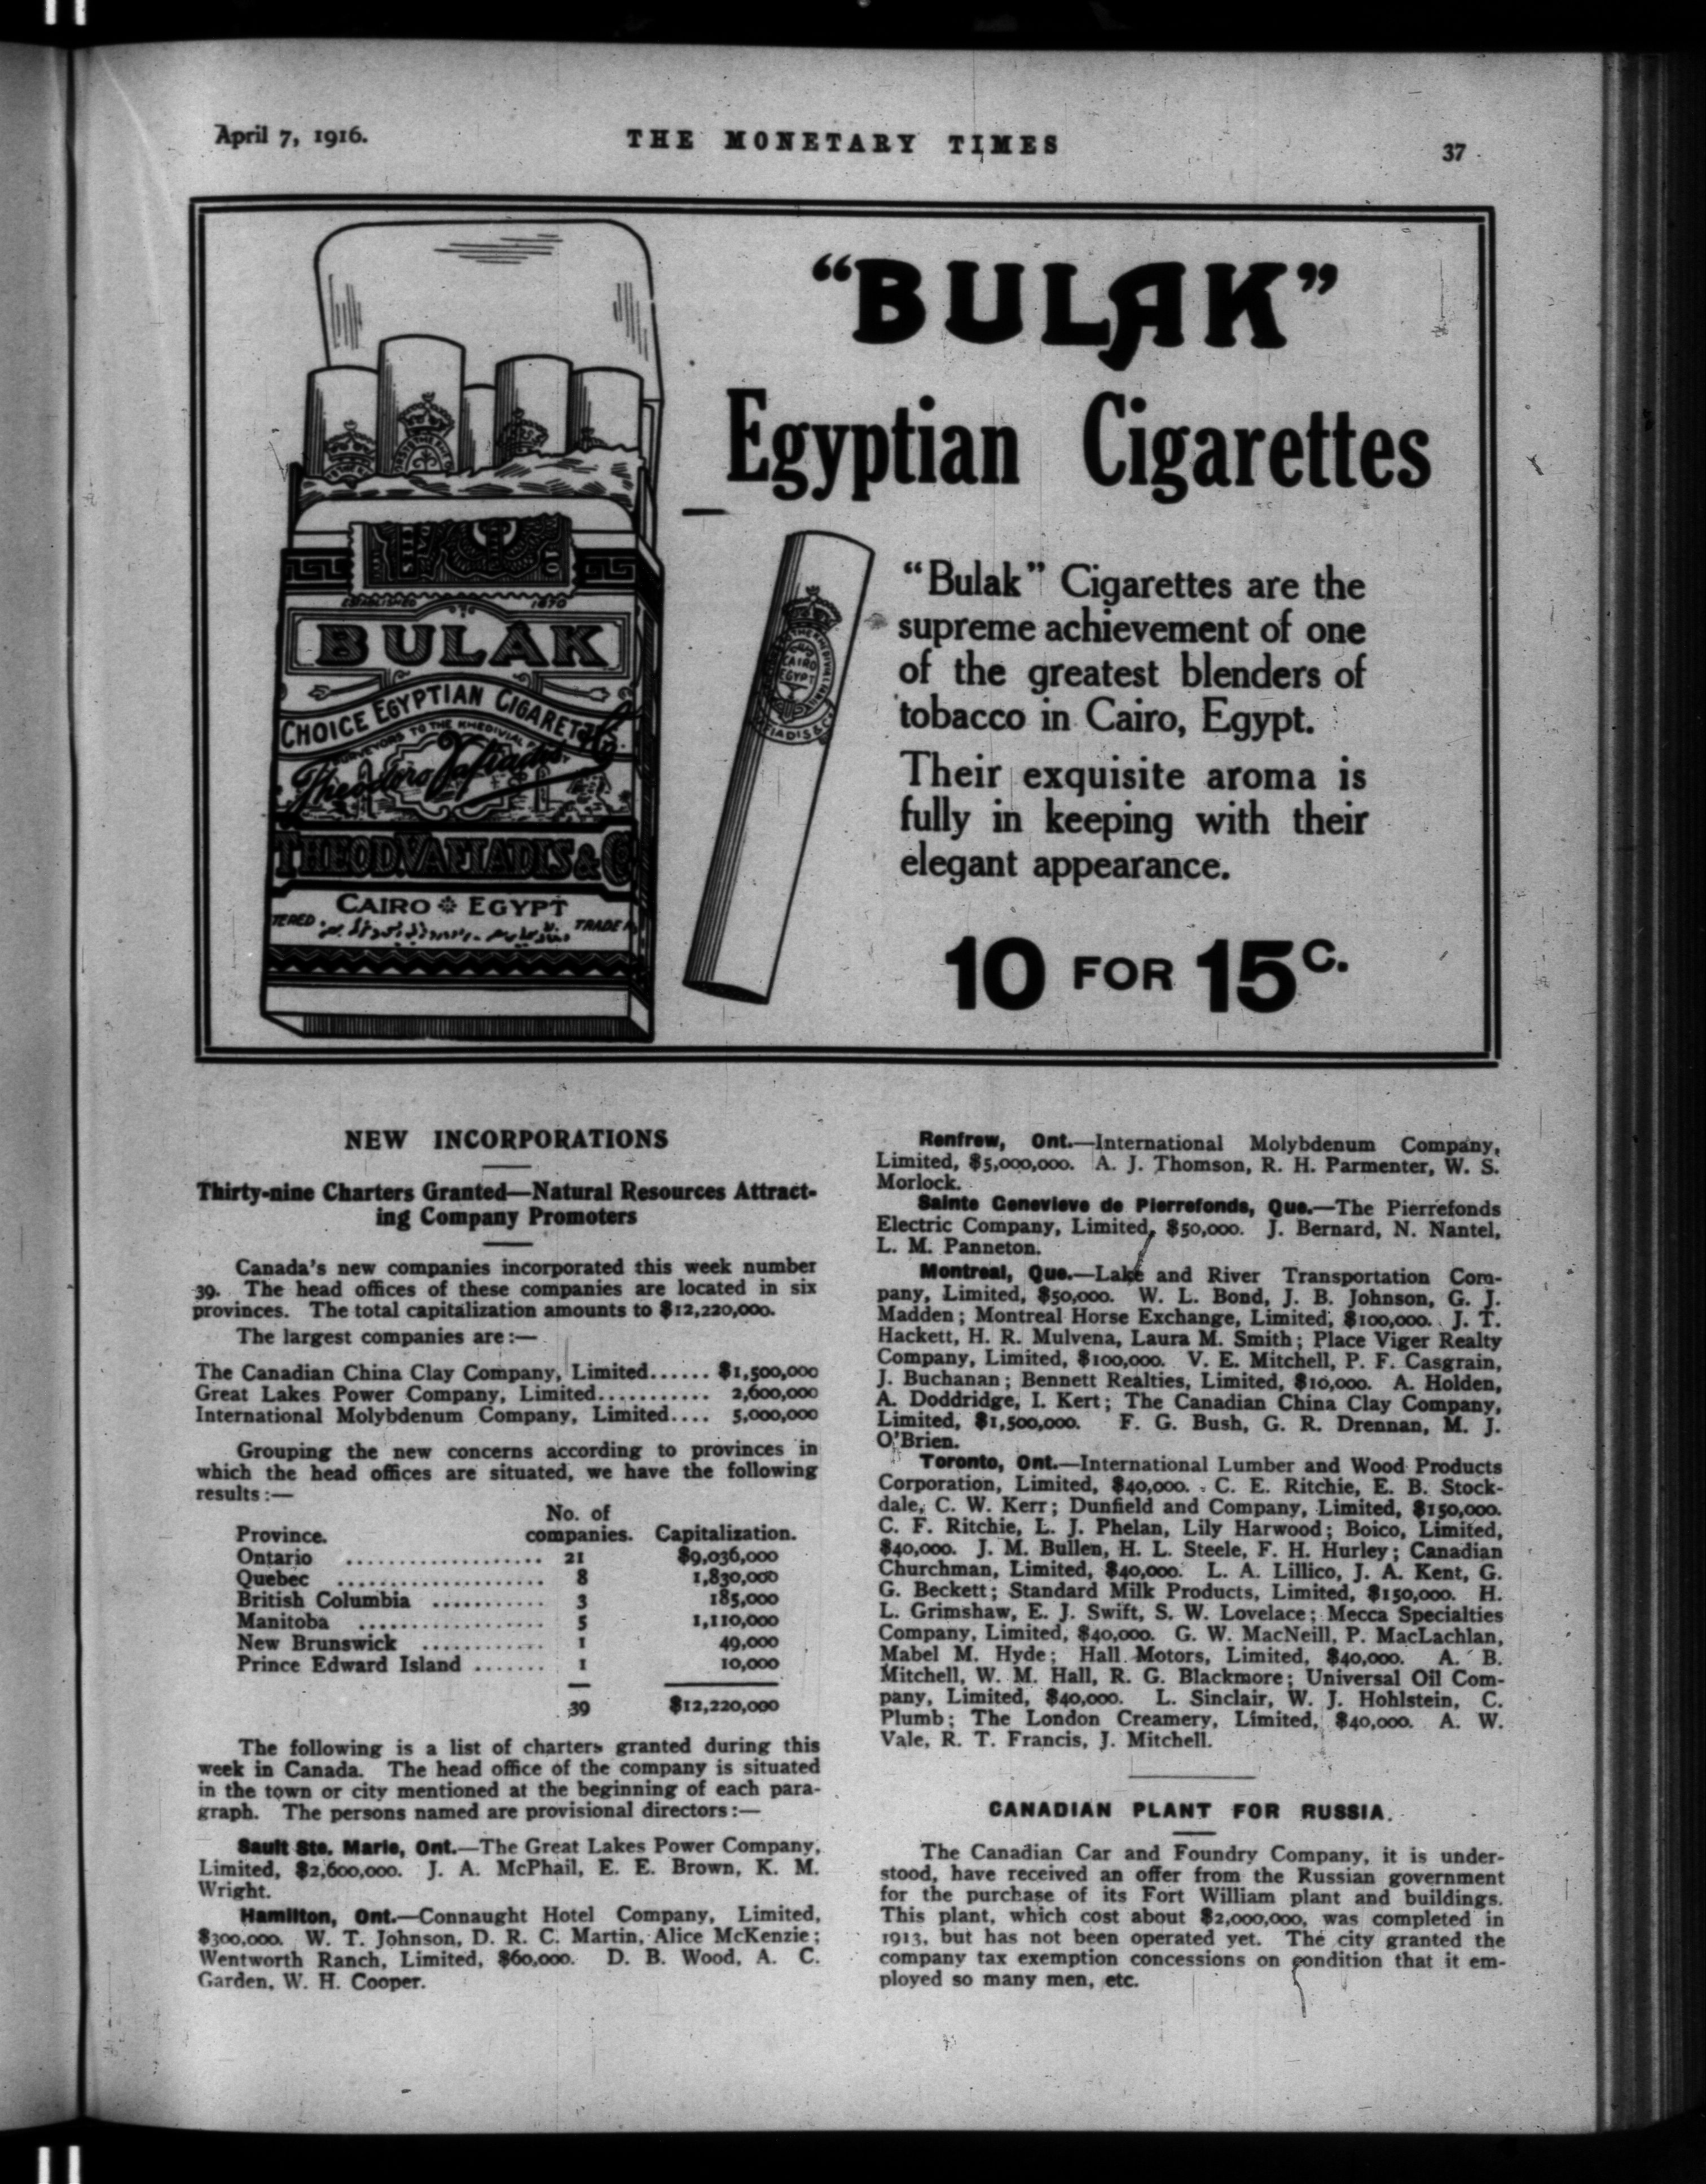 April 7, 1916.
THE MONETARY TIMES
37
"BULAK"
Egyptian Cigarettes
"Bulak" Cigarettes are the
supreme achievement of one
of the greatest blenders of
tobacco in Cairo, Egypt.
Their exquisite aroma is
fully in keeping with their
elegant appearance.
10 FOR 15C.
ESTABLISHED 1870
BULAK
CHOICE EGYPTIAN CIGARETTES
PURVEYORS TO THE KHEDIVIAL
Theodoro Vafiadis
THEOD. VAFIADIS & Co
CAIRO EGYPT
TRADE
CAIRO
EGYPT
NEW INCORPORATIONS
Thirty-nine Charters Granted—Natural Resources Attract-
ing Company Promoters
Canada's new companies incorporated this week number
39. The head offices of these companies are located in six
provinces. The total capitalization amounts to $12,220,000.
The largest companies are:—
The Canadian China Clay Company, Limited...... $1,500,000
Great Lakes Power Company, Limited........... 2,600,000
International Molybdenum Company, Limited.... 5,000,000
Grouping the new concerns according to provinces in
which the head offices are situated, we have the following
results:—
No. of
Province. companies. Capitalization.
Ontario ................... 21 $9,036,000
Quebec .................... 8 1,830,000
British Columbia ........... 3 185,000
Manitoba .................. 5 1,110,000
New Brunswick ............ 1 49,000
Prince Edward Island ....... 1 10,000
39 $12,220,000
The following is a list of charters granted during this
week in Canada. The head office of the company is situated
in the town or city mentioned at the beginning of each para-
graph. The persons named are provisional directors:—
Sault Ste. Marie, Ont.—The Great Lakes Power Company,
Limited, $2,600,000. J. A. McPhail, E. E. Brown, K. M.
Wright.
Hamilton, Ont.—Connaught Hotel Company, Limited,
$300,000. W. T. Johnson, D. R. C. Martin, Alice McKenzie;
Wentworth Ranch, Limited, $60,000. D. B. Wood, A. C.
Garden, W. H. Cooper.
Renfrew, Ont.—International Molybdenum Company,
Limited, $5,000,000. A. J. Thomson, R. H. Parmenter, W. S.
Morlock.
Sainte Genevieve de Pierrefonds, Que.—The Pierrefonds
Electric Company, Limited, $50,000. J. Bernard, N. Nantel,
L. M. Panneton.
Montreal, Que.—Lake and River Transportation Com-
pany, Limited, $50,000. W. L. Bond, J. B. Johnson, G. J.
Madden; Montreal Horse Exchange, Limited, $100,000. J. T.
Hackett, H. R. Mulvena, Laura M. Smith; Place Viger Realty
Company, Limited, $100,000. V. E. Mitchell, P. F. Casgrain,
J. Buchanan; Bennett Realties, Limited, $10,000. A. Holden,
A. Doddridge, I. Kert; The Canadian China Clay Company,
Limited, $1,500,000. F. G. Bush, G. R. Drennan, M. J.
O'Brien.
Toronto, Ont.—International Lumber and Wood Products
Corporation, Limited, $40,000. C. E. Ritchie, E. B. Stock-
dale, C. W. Kerr; Dunfield and Company, Limited, $150,000.
C. F. Ritchie, L. J. Phelan, Lily Harwood; Boico, Limited,
$40,000. J. M. Bullen, H. L. Steele, F. H. Hurley; Canadian
Churchman, Limited, $40,000. L. A. Lillico, J. A. Kent, G.
G. Beckett; Standard Milk Products, Limited, $150,000. H.
L. Grimshaw, E. J. Swift, S. W. Lovelace; Mecca Specialties
Company, Limited, $40,000. G. W. MacNeill, P. MacLachlan,
Mabel M. Hyde; Hall Motors, Limited, $40,000. A. B.
Mitchell, W. M. Hall, R. G. Blackmore; Universal Oil Com-
pany, Limited, $40,000. L. Sinclair, W. J. Hohlstein, C.
Plumb; The London Creamery, Limited, $40,000. A. W.
Vale, R. T. Francis, J. Mitchell.
CANADIAN PLANT FOR RUSSIA.
The Canadian Car and Foundry Company, it is under-
stood, have received an offer from the Russian government
for the purchase of its Fort William plant and buildings.
This plant, which cost about $2,000,000, was completed in
1913, but has not been operated yet. The city granted the
company tax exemption concessions on condition that it em-
ployed so many men, etc.